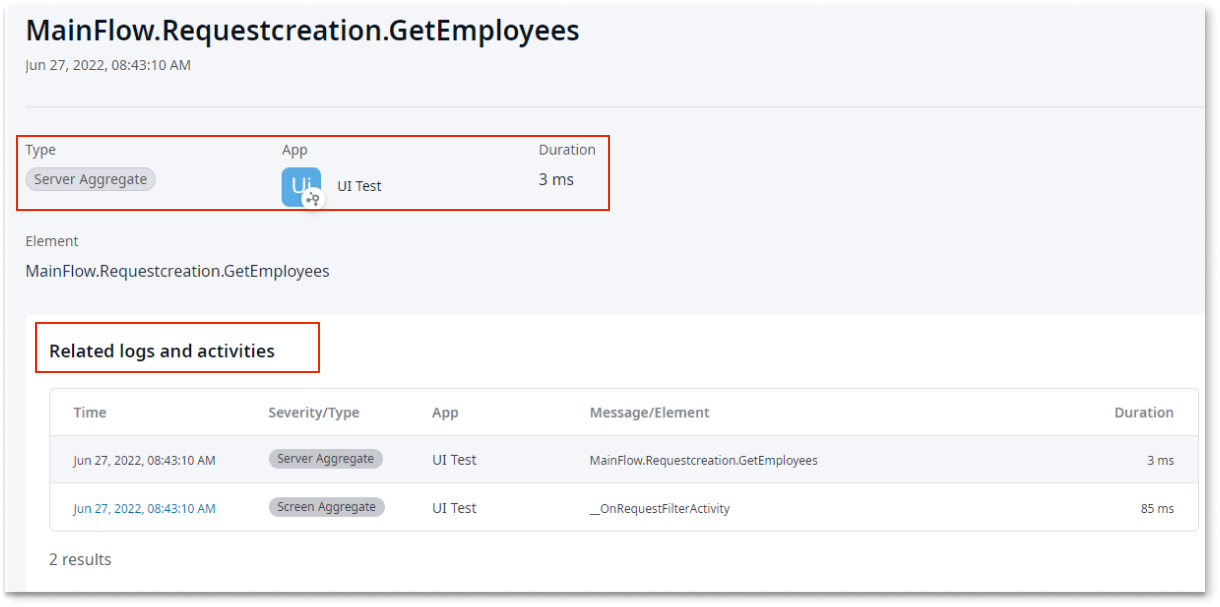 MainFlow.Requestcreation.GetEmployees
Jun 27, 2022, 08:43:10 AM
Type App Duration
Server Aggregate Ui UI Test 3 ms
Element
MainFlow.Requestcreation.GetEmployees
Related logs and activities
Time Severity/Type App Message/Element Duration
Jun 27, 2022, 08:43:10 AM Server Aggregate UI Test MainFlow.Requestcreation.GetEmployees 3 ms
Jun 27, 2022, 08:43:10 AM Screen Aggregate UI Test __OnRequestFilterActivity 85 ms
2 results